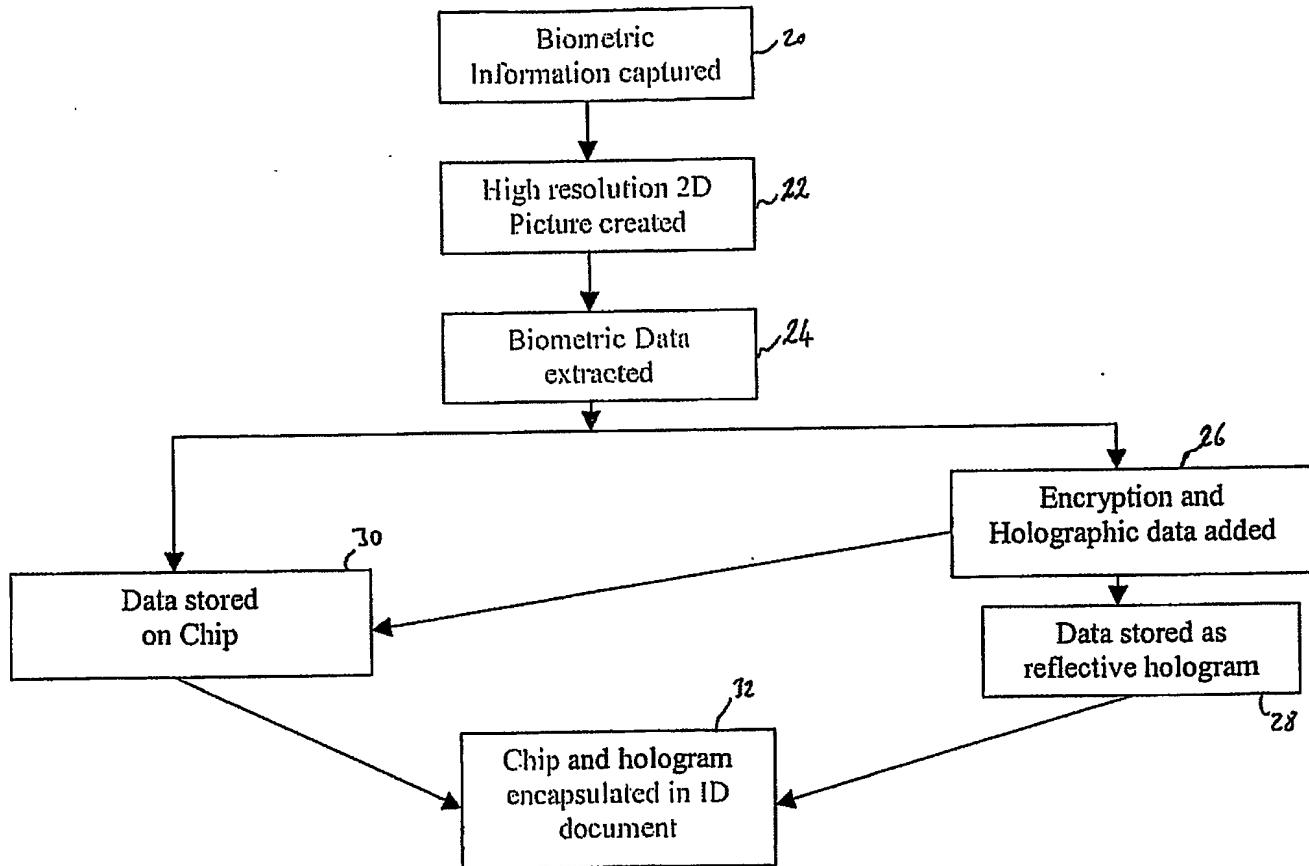 Biometric
Information captured
20
High resolution 2D
Picture created
22
Biometric Data
extracted
24
26
Encryption and
Holographic data added
30
Data stored
on Chip
Data stored as
reflective hologram
28
32
Chip and hologram
encapsulated in ID
document